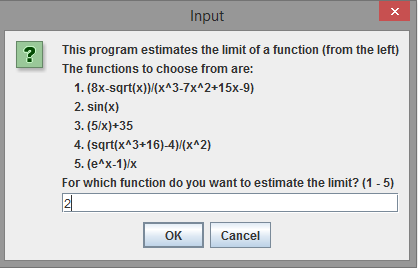 Input
This program estimates the limit of a function (from the left)
The functions to choose from are:
1. (8x-sqrt(x))/(x^3-7x^2+15x-9)
2. sin(x)
3. (5/x)+35
4. (sqrt(x^3+16)-4)/(x^2)
5. (e^x-1)/x
For which function do you want to estimate the limit? (1 - 5)
2
OK Cancel